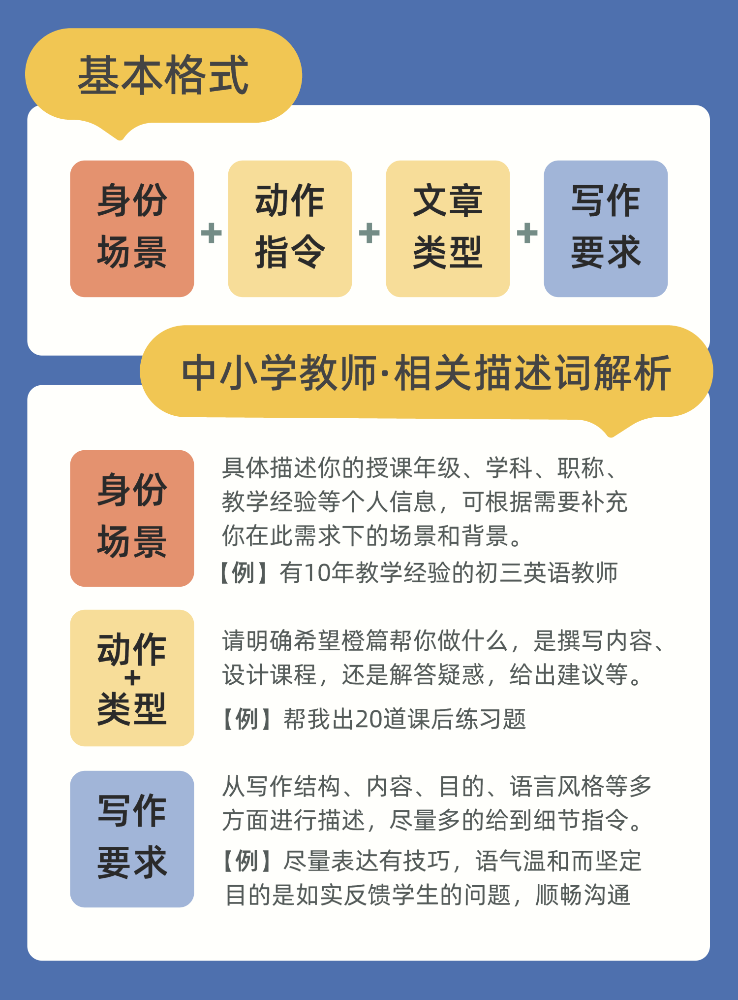 基本格式
身份 动作 文章 写作
+ + +
场景 指令 类型 要求
中小学教师·相关描述词解析
身份
场景
具体描述你的授课年级、学科、职称、
教学经验等个人信息，可根据需要补充
你在此需求下的场景和背景。
【例】有10年教学经验的初三英语教师
动作
+
类型
请明确希望橙篇帮你做什么，是撰写内容、
设计课程，还是解答疑惑，给出建议等。
【例】帮我出20道课后练习题
写作
要求
从写作结构、内容、目的、语言风格等多
方面进行描述，尽量多的给到细节指令。
【例】尽量表达有技巧，语气温和而坚定
目的是如实反馈学生的问题，顺畅沟通